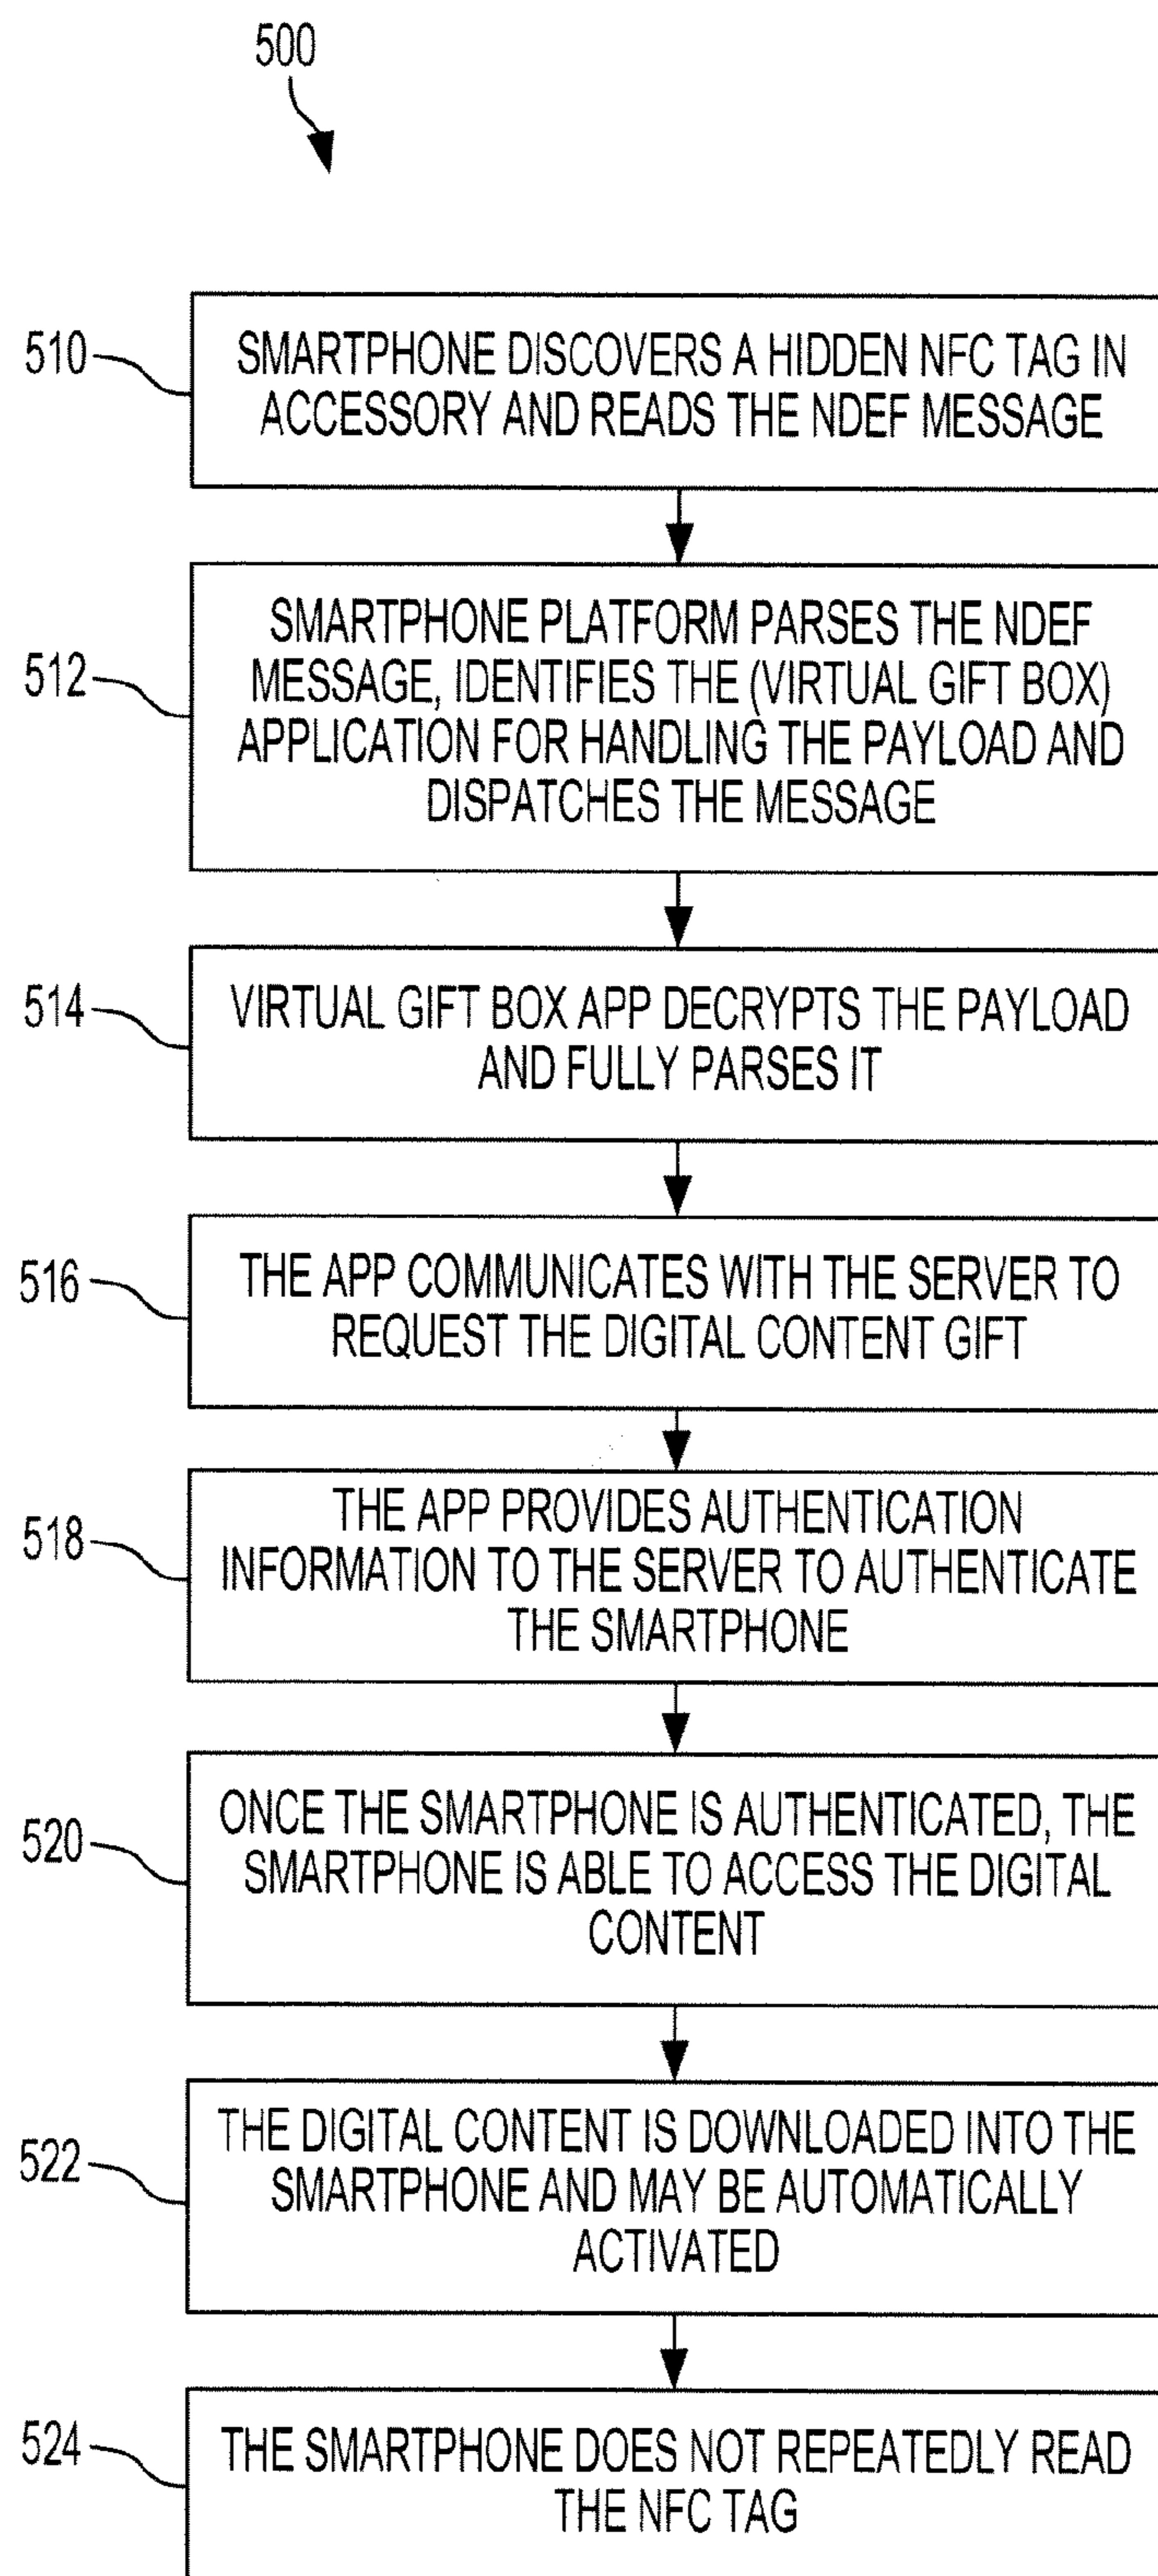 500
510
SMARTPHONE DISCOVERS A HIDDEN NFC TAG IN
ACCESSORY AND READS THE NDEF MESSAGE
512
SMARTPHONE PLATFORM PARSES THE NDEF
MESSAGE, IDENTIFIES THE (VIRTUAL GIFT BOX)
APPLICATION FOR HANDLING THE PAYLOAD AND
DISPATCHES THE MESSAGE
514
VIRTUAL GIFT BOX APP DECRYPTS THE PAYLOAD
AND FULLY PARSES IT
516
THE APP COMMUNICATES WITH THE SERVER TO
REQUEST THE DIGITAL CONTENT GIFT
518
THE APP PROVIDES AUTHENTICATION
INFORMATION TO THE SERVER TO AUTHENTICATE
THE SMARTPHONE
520
ONCE THE SMARTPHONE IS AUTHENTICATED, THE
SMARTPHONE IS ABLE TO ACCESS THE DIGITAL
CONTENT
522
THE DIGITAL CONTENT IS DOWNLOADED INTO THE
SMARTPHONE AND MAY BE AUTOMATICALLY
ACTIVATED
524
THE SMARTPHONE DOES NOT REPEATEDLY READ
THE NFC TAG